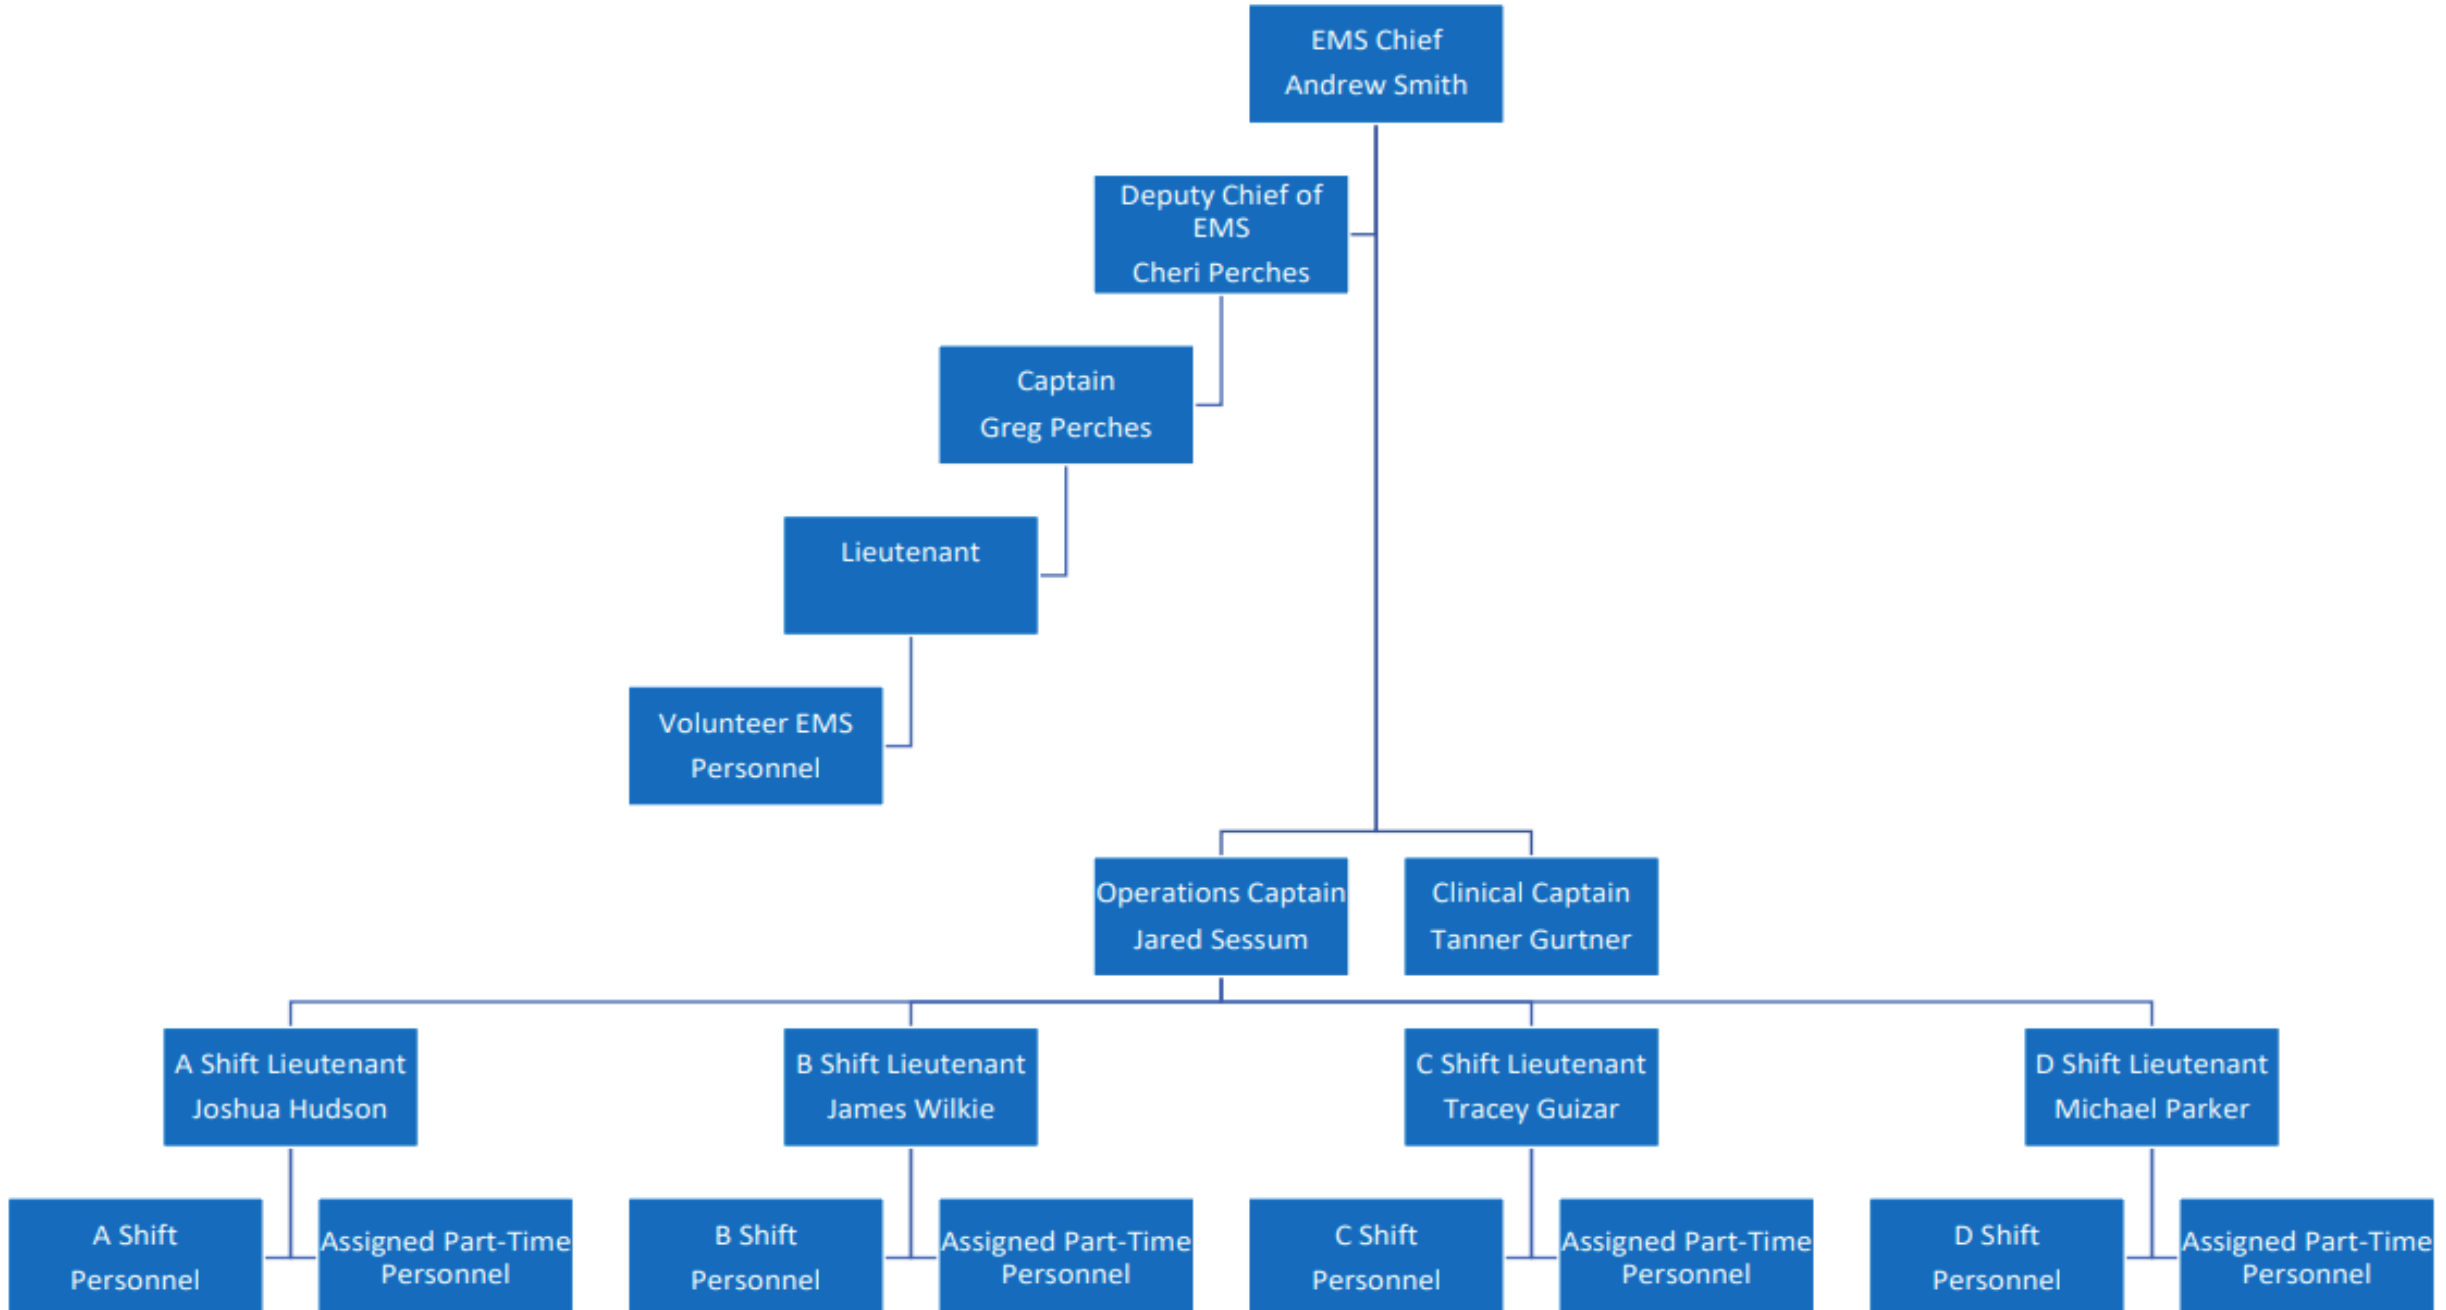 EMS Chief
Andrew Smith
Deputy Chief of
EMS
Cheri Perches
Captain
Greg Perches
Lieutenant
Volunteer EMS
Personnel
Operations Captain
Jared Sessum
Clinical Captain
Tanner Gurtner
A Shift Lieutenant
Joshua Hudson
B Shift Lieutenant
James Wilkie
C Shift Lieutenant
Tracey Guizar
D Shift Lieutenant
Michael Parker
A Shift
Personnel
Assigned Part-Time
Personnel
B Shift
Personnel
Assigned Part-Time
Personnel
C Shift
Personnel
Assigned Part-Time
Personnel
D Shift
Personnel
Assigned Part-Time
Personnel